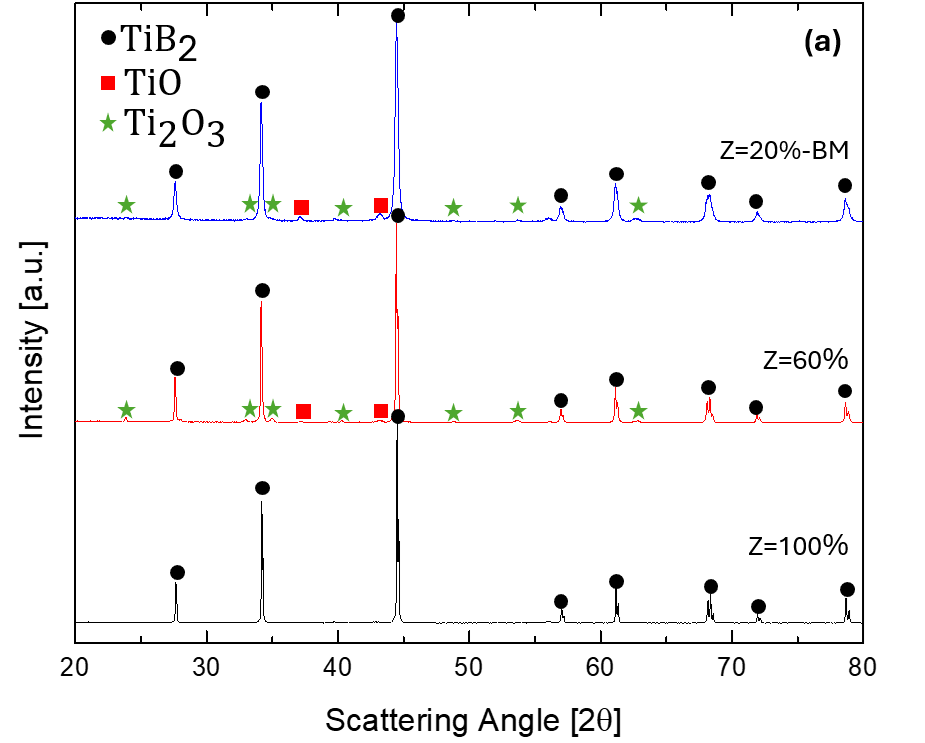 ● TiB₂
(a)
■ TiO
★ Ti₂O₃
Z=20%-BM
Z=60%
Z=100%
Intensity [a.u.]
20 30 40 50 60 70 80
Scattering Angle [2θ]